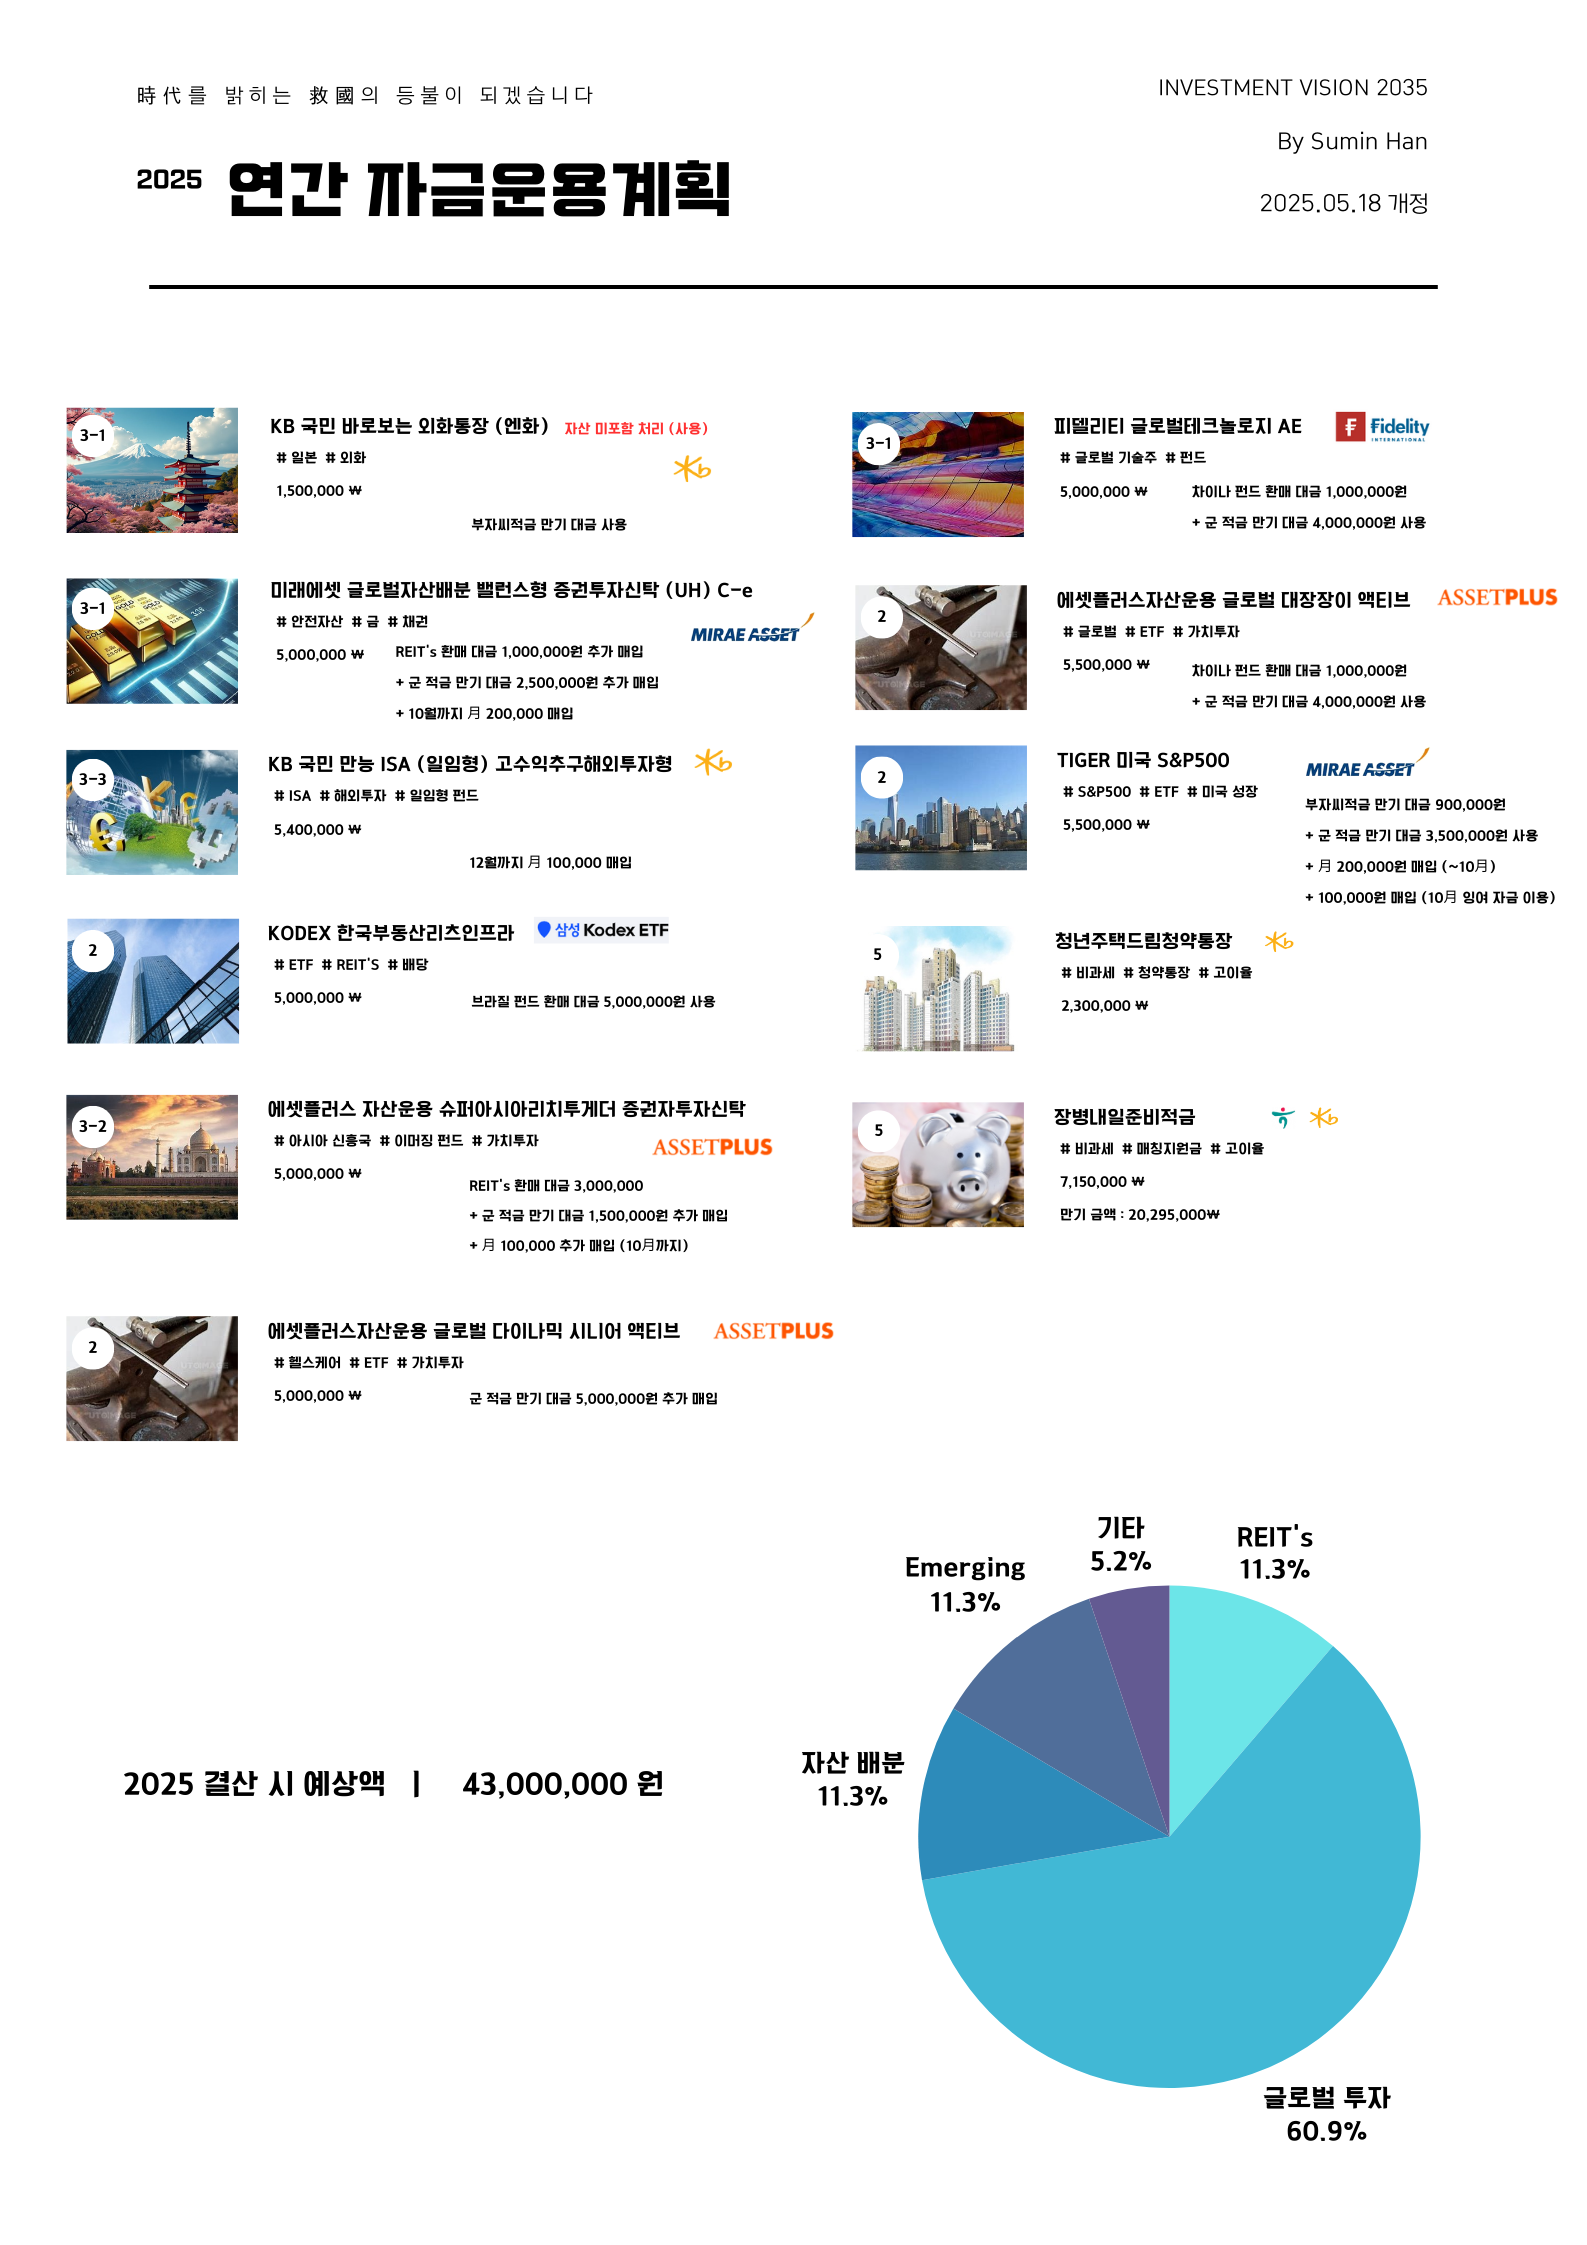 時代를 밝히는 救國의 등불이 되겠습니다
2025 연간 자금운용계획
INVESTMENT VISION 2035
By Sumin Han
2025.05.18 개정
3-1
KB 국민 바로보는 외화통장 (엔화) 자산 미포함 처리 (사용)
# 일본 # 외화
1,500,000 ₩
부자씨적금 만기 대금 사용
3-1
미래에셋 글로벌자산배분 밸런스형 증권투자신탁 (UH) C-e
# 안전자산 # 금 # 채권
MIRAE ASSET
5,000,000 ₩
REIT's 환매 대금 1,000,000원 추가 매입
+ 군 적금 만기 대금 2,500,000원 추가 매입
+ 10월까지 月 200,000 매입
3-3
KB 국민 만능 ISA (일임형) 고수익추구해외투자형
# ISA # 해외투자 # 일임형 펀드
5,400,000 ₩
12월까지 月 100,000 매입
2
KODEX 한국부동산리츠인프라 삼성 Kodex ETF
# ETF # REIT'S # 배당
5,000,000 ₩ 브라질 펀드 환매 대금 5,000,000원 사용
3-2
에셋플러스 자산운용 슈퍼아시아리치투게더 증권자투자신탁
# 아시아 신흥국 # 이머징 펀드 # 가치투자
ASSETPLUS
5,000,000 ₩
REIT's 환매 대금 3,000,000
+ 군 적금 만기 대금 1,500,000원 추가 매입
+ 月 100,000 추가 매입 (10月까지)
2
에셋플러스자산운용 글로벌 다이나믹 시니어 액티브 ASSETPLUS
# 헬스케어 # ETF # 가치투자
5,000,000 ₩ 군 적금 만기 대금 5,000,000원 추가 매입
3-1
피델리티 글로벌테크놀로지 AE
Fidelity
INTERNATIONAL
# 글로벌 기술주 # 펀드
5,000,000 ₩ 차이나 펀드 환매 대금 1,000,000원
+ 군 적금 만기 대금 4,000,000원 사용
2
에셋플러스자산운용 글로벌 대장장이 액티브 ASSETPLUS
# 글로벌 # ETF # 가치투자
5,500,000 ₩ 차이나 펀드 환매 대금 1,000,000원
+ 군 적금 만기 대금 4,000,000원 사용
2
TIGER 미국 S&P500
MIRAE ASSET
# S&P500 # ETF # 미국 성장
5,500,000 ₩
부자씨적금 만기 대금 900,000원
+ 군 적금 만기 대금 3,500,000원 사용
+ 月 200,000원 매입 (~10月)
+ 100,000원 매입 (10月 잉여 자금 이용)
5
청년주택드림청약통장
# 비과세 # 청약통장 # 고이율
2,300,000 ₩
5
장병내일준비적금
# 비과세 # 매칭지원금 # 고이율
7,150,000 ₩
만기 금액 : 20,295,000₩
2025 결산 시 예상액 | 43,000,000 원
기타
5.2%
REIT's
11.3%
Emerging
11.3%
자산 배분
11.3%
글로벌 투자
60.9%